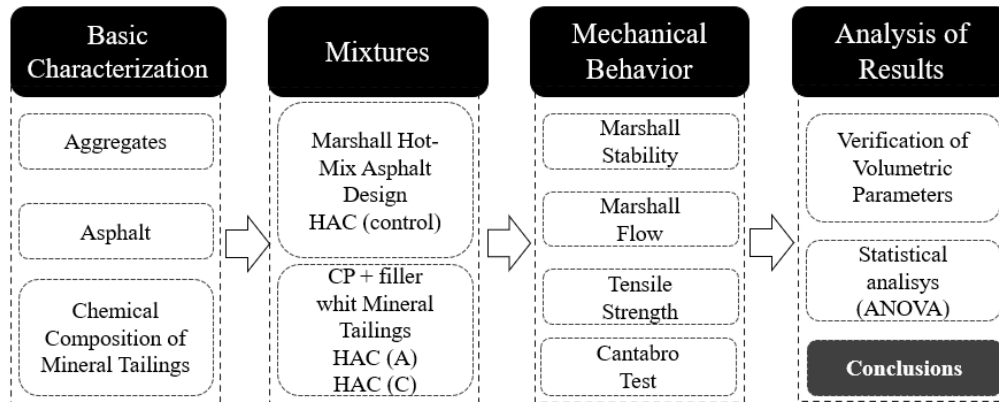 Basic
Characterization
Aggregates
Asphalt
Chemical
Composition of
Mineral Tailings
Mixtures
Marshall Hot-
Mix Asphalt
Design
HAC (control)
CP + filler
whit Mineral
Tailings
HAC (A)
HAC (C)
Mechanical
Behavior
Marshall
Stability
Marshall
Flow
Tensile
Strength
Cantabro
Test
Analysis of
Results
Verification of
Volumetric
Parameters
Statistical
analisys
(ANOVA)
Conclusions